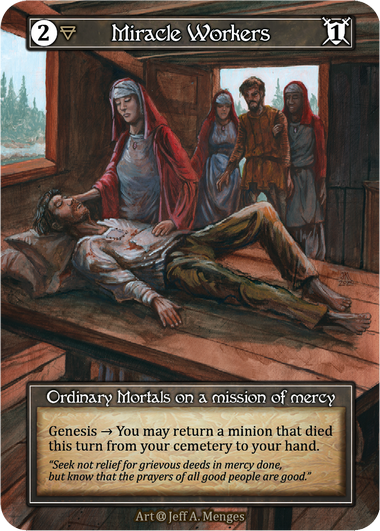 2 Miracle Workers 1
Ordinary Mortals on a mission of mercy
Genesis → You may return a minion that died
this turn from your cemetery to your hand.
“Seek not relief for grievous deeds in mercy done,
but know that the prayers of all good people are good.”
Art @ Jeff A. Menges